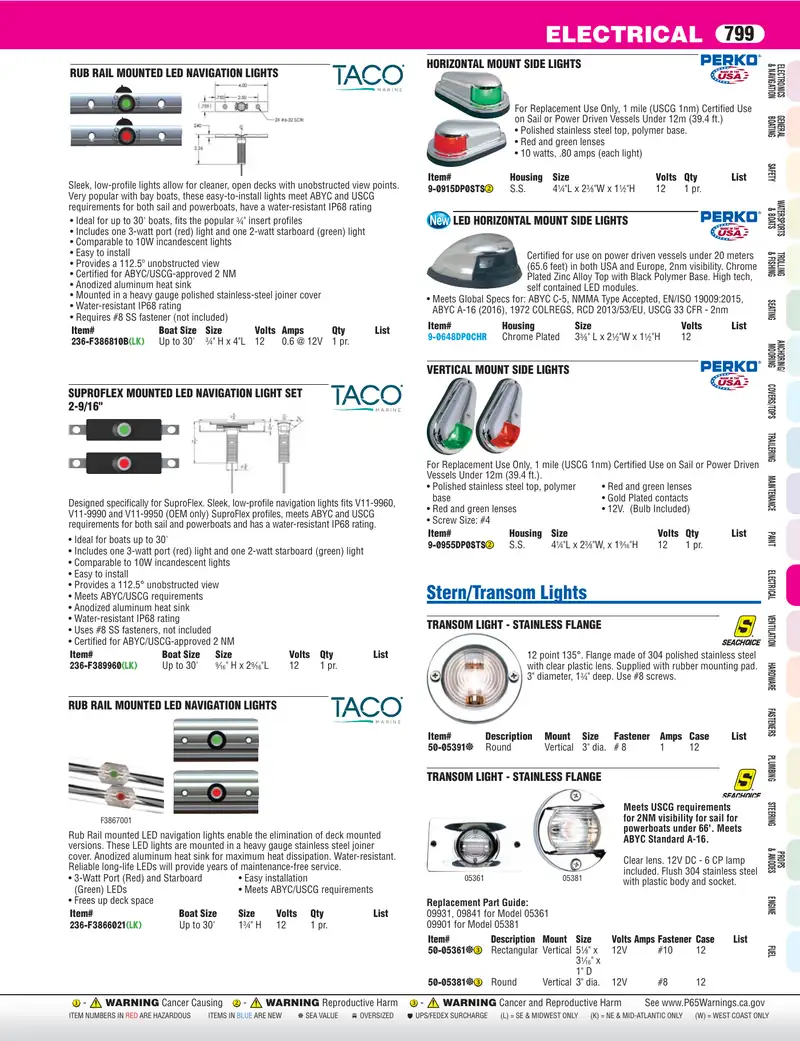 ELECTRICAL 799
RUB RAIL MOUNTED LED NAVIGATION LIGHTS
TACO
MARINE
Sleek, low-profile lights allow for cleaner, open decks with unobstructed view points.
Very popular with bay boats, these easy-to-install lights meet ABYC and USCG
requirements for both sail and powerboats, have a water-resistant IP68 rating
• Ideal for up to 30' boats, fits the popular ¾" insert profiles
• Includes one 3-watt port (red) light and one 2-watt starboard (green) light
• Comparable to 10W incandescent lights
• Easy to install
• Provides a 112.5° unobstructed view
• Certified for ABYC/USCG-approved 2 NM
• Anodized aluminum heat sink
• Mounted in a heavy gauge polished stainless-steel joiner cover
• Water-resistant IP68 rating
• Requires #8 SS fastener (not included)
Item# Boat Size Size Volts Amps Qty List
236-F386810B(LK) Up to 30' ¾" H x 4"L 12 0.6 @ 12V 1 pr.
SUPROFLEX MOUNTED LED NAVIGATION LIGHT SET
2-9/16"
TACO
MARINE
Designed specifically for SuproFlex. Sleek, low-profile navigation lights fits V11-9960,
V11-9990 and V11-9950 (OEM only) SuproFlex profiles, meets ABYC and USCG
requirements for both sail and powerboats and has a water-resistant IP68 rating.
• Ideal for boats up to 30'
• Includes one 3-watt port (red) light and one 2-watt starboard (green) light
• Comparable to 10W incandescent lights
• Easy to install
• Provides a 112.5° unobstructed view
• Meets ABYC/USCG requirements
• Anodized aluminum heat sink
• Water-resistant IP68 rating
• Uses #8 SS fasteners, not included
• Certified for ABYC/USCG-approved 2 NM
Item# Boat Size Size Volts Qty List
236-F389960(LK) Up to 30' 9⁄16" H x 29⁄16"L 12 1 pr.
RUB RAIL MOUNTED LED NAVIGATION LIGHTS
TACO
MARINE
F3867001
Rub Rail mounted LED navigation lights enable the elimination of deck mounted
versions. These LED lights are mounted in a heavy gauge stainless steel joiner
cover. Anodized aluminum heat sink for maximum heat dissipation. Water-resistant.
Reliable long-life LEDs will provide years of maintenance-free service.
• 3-Watt Port (Red) and Starboard
(Green) LEDs
• Frees up deck space
• Easy installation
• Meets ABYC/USCG requirements
Item# Boat Size Size Volts Qty List
236-F3866021(LK) Up to 30' 1¾" H 12 1 pr.
HORIZONTAL MOUNT SIDE LIGHTS
PERKO
MADE IN THE
USA
For Replacement Use Only, 1 mile (USCG 1nm) Certified Use
on Sail or Power Driven Vessels Under 12m (39.4 ft.)
• Polished stainless steel top, polymer base.
• Red and green lenses
• 10 watts, .80 amps (each light)
Item# Housing Size Volts Qty List
9-0915DP0STS② S.S. 4¼"L x 2⅜"W x 1½"H 12 1 pr.
New LED HORIZONTAL MOUNT SIDE LIGHTS
PERKO
MADE IN THE
USA
Certified for use on power driven vessels under 20 meters
(65.6 feet) in both USA and Europe, 2nm visibility. Chrome
Plated Zinc Alloy Top with Black Polymer Base. High tech,
self contained LED modules.
• Meets Global Specs for: ABYC C-5, NMMA Type Accepted, EN/ISO 19009:2015,
ABYC A-16 (2016), 1972 COLREGS, RCD 2013/53/EU, USCG 33 CFR - 2nm
Item# Housing Size Volts List
9-0648DP0CHR Chrome Plated 3⅜" L x 2½"W x 1½"H 12
VERTICAL MOUNT SIDE LIGHTS
PERKO
MADE IN THE
USA
For Replacement Use Only, 1 mile (USCG 1nm) Certified Use on Sail or Power Driven
Vessels Under 12m (39.4 ft.).
• Polished stainless steel top, polymer
base
• Red and green lenses
• Screw Size: #4
• Red and green lenses
• Gold Plated contacts
• 12V. (Bulb Included)
Item# Housing Size Volts Qty List
9-0955DP0STS② S.S. 4¼"L x 2⅜"W, x 19⁄16"H 12 1 pr.
Stern/Transom Lights
TRANSOM LIGHT - STAINLESS FLANGE
SEACHOICE
12 point 135°. Flange made of 304 polished stainless steel
with clear plastic lens. Supplied with rubber mounting pad.
3" diameter, 1¾" deep. Use #8 screws.
Item# Description Mount Size Fastener Amps Case List
50-05391 Round Vertical 3" dia. # 8 1 12
TRANSOM LIGHT - STAINLESS FLANGE
SEACHOICE
05361 05381
Meets USCG requirements
for 2NM visibility for sail for
powerboats under 66'. Meets
ABYC Standard A-16.
Clear lens. 12V DC - 6 CP lamp
included. Flush 304 stainless steel
with plastic body and socket.
Replacement Part Guide:
09931, 09841 for Model 05361
09901 for Model 05381
Item# Description Mount Size Volts Amps Fastener Case List
50-05361③ Rectangular Vertical 5⅛" x 12V #10 12
31⁄16" x
1" D
50-05381③ Round Vertical 3" dia. 12V #8 12
ELECTRONICS
& NAVIGATION
GENERAL
BOATING
SAFETY
WATERSPORTS
& BOATS
TROLLING
& FISHING
SEATING
ANCHORING/
MOORING
COVERS/TOPS
TRAILERING
MAINTENANCE
PAINT
ELECTRICAL
VENTILATION
HARDWARE
FASTENERS
PLUMBING
STEERING
PROPS
& ANODES
ENGINE
FUEL
① - WARNING Cancer Causing ② - WARNING Reproductive Harm ③ - WARNING Cancer and Reproductive Harm See www.P65Warnings.ca.gov
ITEM NUMBERS IN RED ARE HAZARDOUS ITEMS IN BLUE ARE NEW SEA VALUE OVERSIZED UPS/FEDEX SURCHARGE (L) = SE & MIDWEST ONLY (K) = NE & MID-ATLANTIC ONLY (W) = WEST COAST ONLY